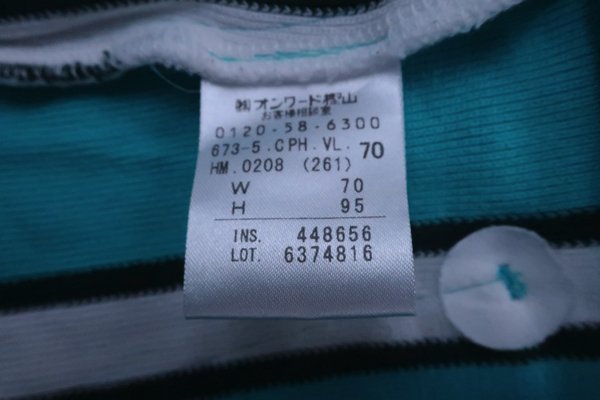 ㈱オンワード樫山
お客様相談室
0120-58-6300
673-5.CPH.VL. 70
HM.0208 (261)
W 70
H 95
INS. 448656
LOT. 6374816